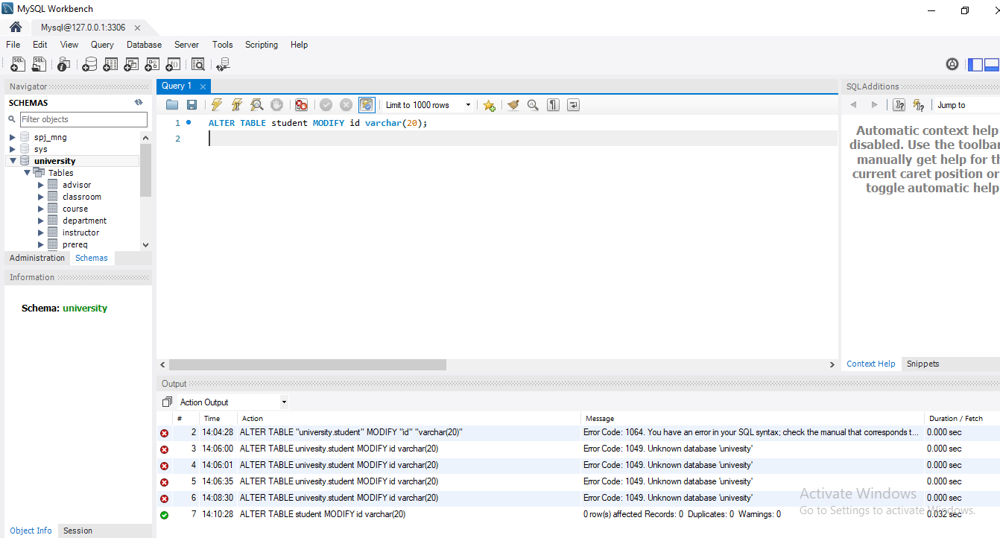 MySQL Workbench
Mysql@127.0.0.1:3306
File Edit View Query Database Server Tools Scripting Help
Navigator
SCHEMAS
Filter objects
spj_mng
sys
university
Tables
advisor
classroom
course
department
instructor
prereq
Administration Schemas
Information
Schema: university
Object Info Session
Query 1
Limit to 1000 rows
1 ALTER TABLE student MODIFY id varchar(20);
2
SQLAdditions
Jump to
Automatic context help
disabled. Use the toolbar
manually get help for
current caret position or
toggle automatic help
Context Help Snippets
Output
Action Output
# Time Action Message Duration / Fetch
2 14:04:28 ALTER TABLE "university.student" MODIFY "id" "varchar(20)" Error Code: 1064. You have an error in your SQL syntax; check the manual that corresponds t... 0.000 sec
3 14:06:00 ALTER TABLE univesity.student MODIFY id varchar(20) Error Code: 1049. Unknown database 'univesity' 0.000 sec
4 14:06:01 ALTER TABLE univesity.student MODIFY id varchar(20) Error Code: 1049. Unknown database 'univesity' 0.000 sec
5 14:06:35 ALTER TABLE univesity.student MODIFY id varchar(20) Error Code: 1049. Unknown database 'univesity' 0.000 sec
6 14:08:30 ALTER TABLE univesity.student MODIFY id varchar(20) Error Code: 1049. Unknown database 'univesity' 0.000 sec
7 14:10:28 ALTER TABLE student MODIFY id varchar(20) 0 row(s) affected Records: 0 Duplicates: 0 Warnings: 0 0.032 sec
Activate Windows
Go to Settings to activate Windows.